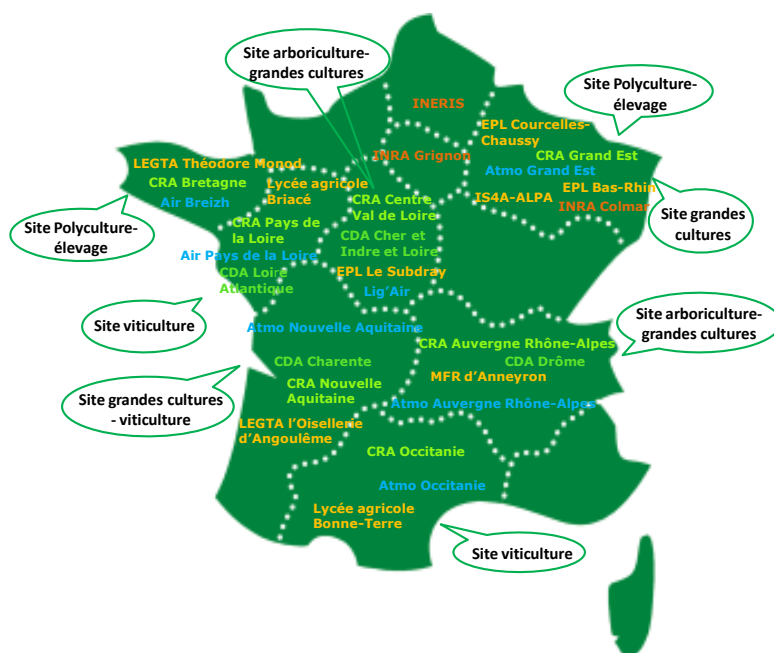 Site arboriculture-
grandes cultures
Site Polyculture-
élevage
INERIS
EPL Courcelles-
Chaussy
INRA Grignon
CRA Grand Est
Atmo Grand Est
LEGTA Théodore Monod
CRA Bretagne
Air Breizh
Lycée agricole
Briacé
CRA Centre
Val de Loire
IS4A-ALPA
EPL Bas-Rhin
INRA Colmar
Site grandes
cultures
Site Polyculture-
élevage
CRA Pays de
la Loire
Air Pays de la Loire
CDA Loire
Atlantique
CDA Cher et
Indre et Loire
EPL Le Subdray
Lig'Air
Site viticulture
Atmo Nouvelle Aquitaine
Site arboriculture-
grandes cultures
CRA Auvergne Rhône-Alpes
CDA Drôme
MFR d'Anneyron
Atmo Auvergne Rhône-Alpes
CDA Charente
CRA Nouvelle
Aquitaine
Site grandes cultures
- viticulture
LEGTA l'Oisellerie
d'Angoulême
CRA Occitanie
Atmo Occitanie
Lycée agricole
Bonne-Terre
Site viticulture